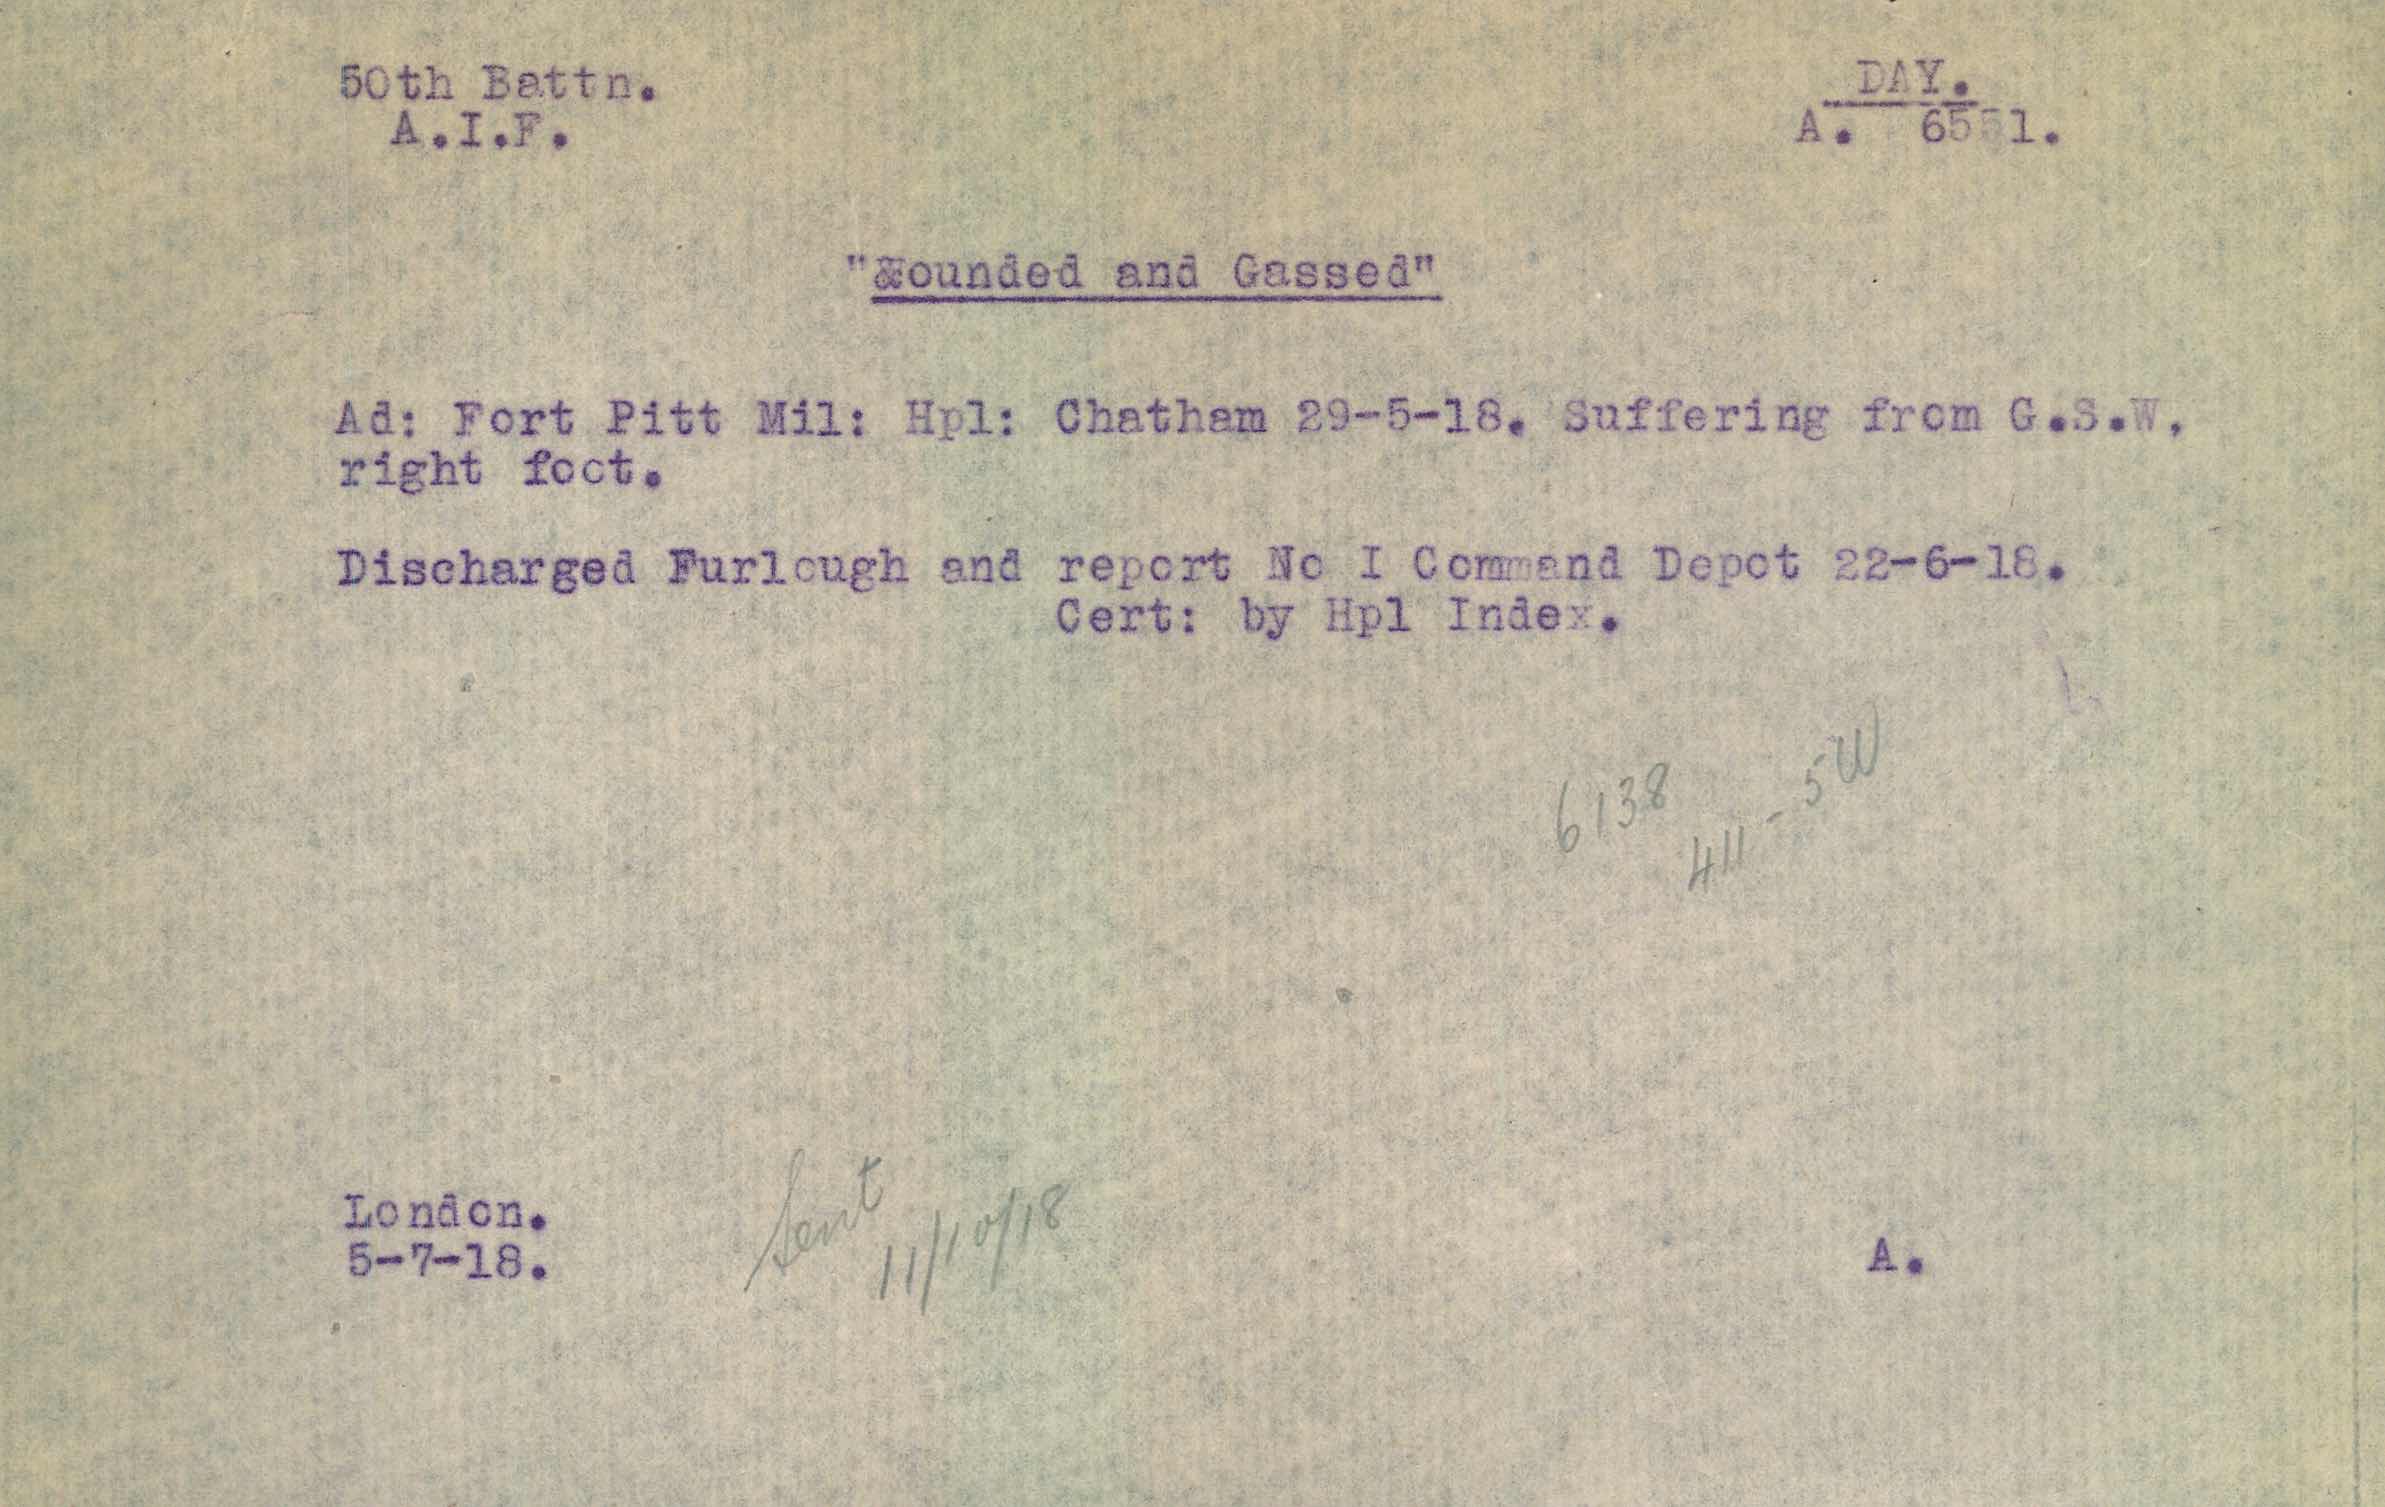 50th Battn.
A.I.F.
DAY.
A. 6551.
"Wounded and Gassed"
Ad: Fort Pitt Mil: Hpl: Chatham 29-5-18. Suffering from G.S.W.
right foot.
Discharged Furlough and report No I Command Depot 22-6-18.
Cert: by Hpl Index.
6138
411-5W
London.
5-7-18.
Sent
11/10/18
A.